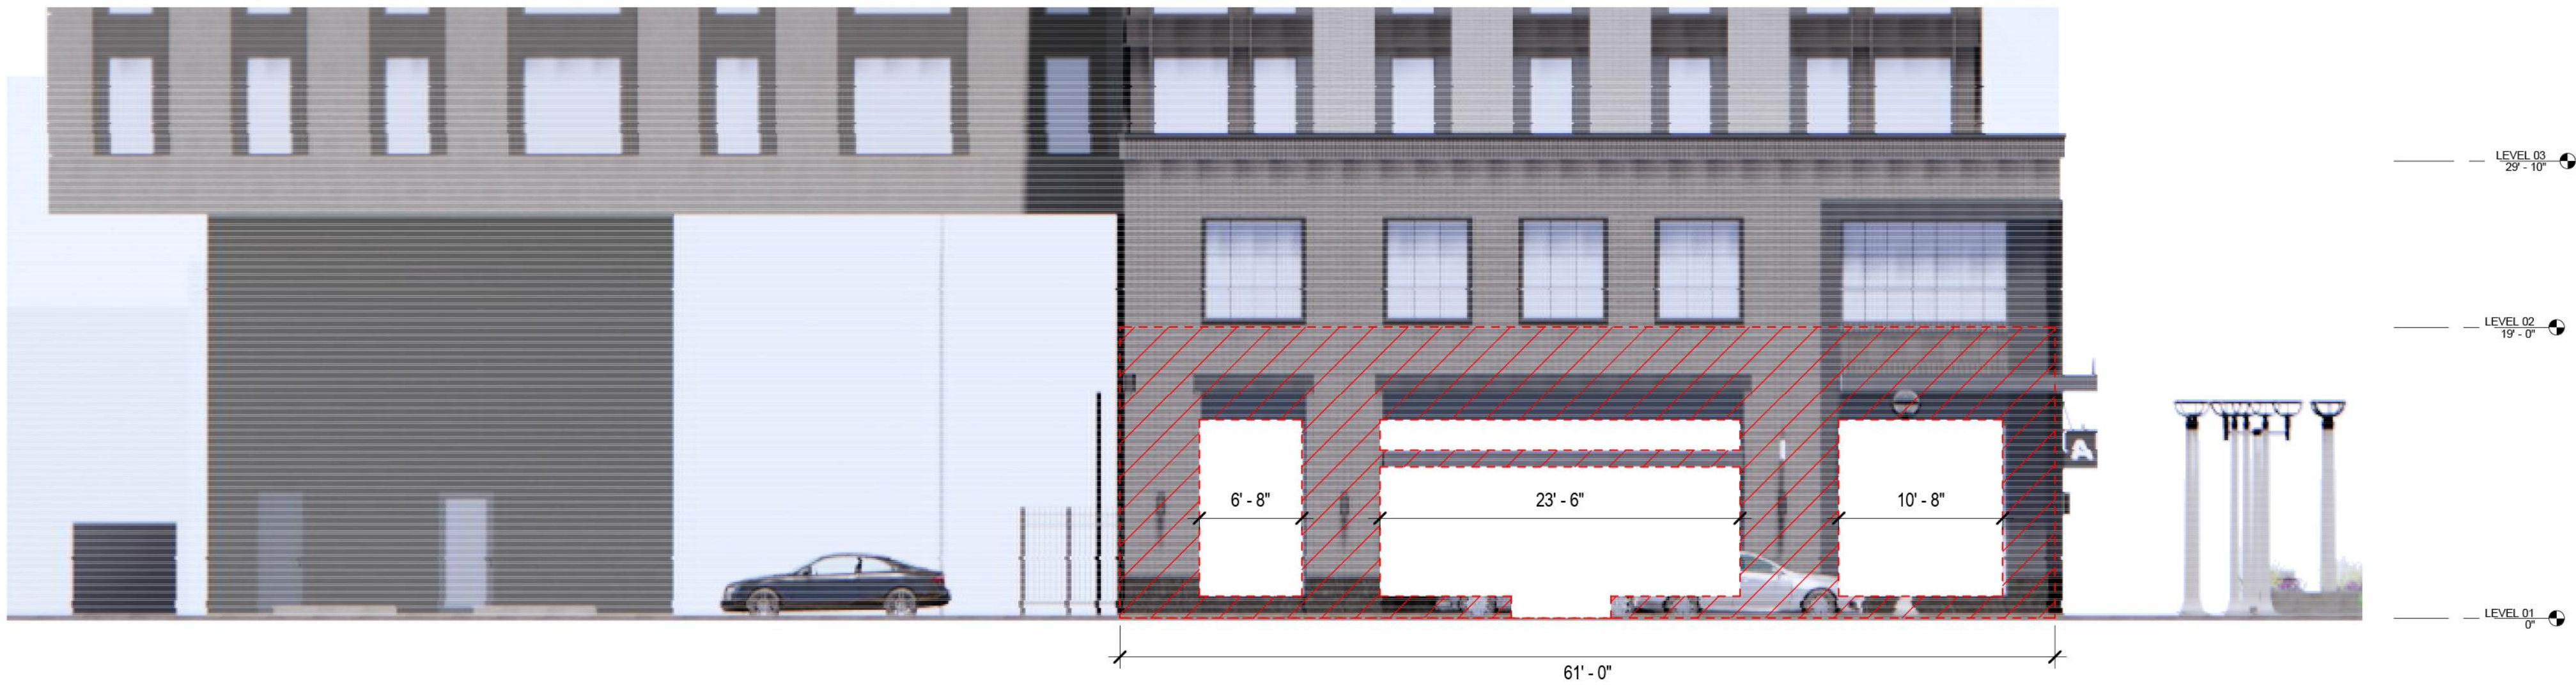 LEVEL 03
29' - 10"
LEVEL 02
19' - 0"
A
6' - 8"
23' - 6"
10' - 8"
LEVEL 01
0"
61' - 0"